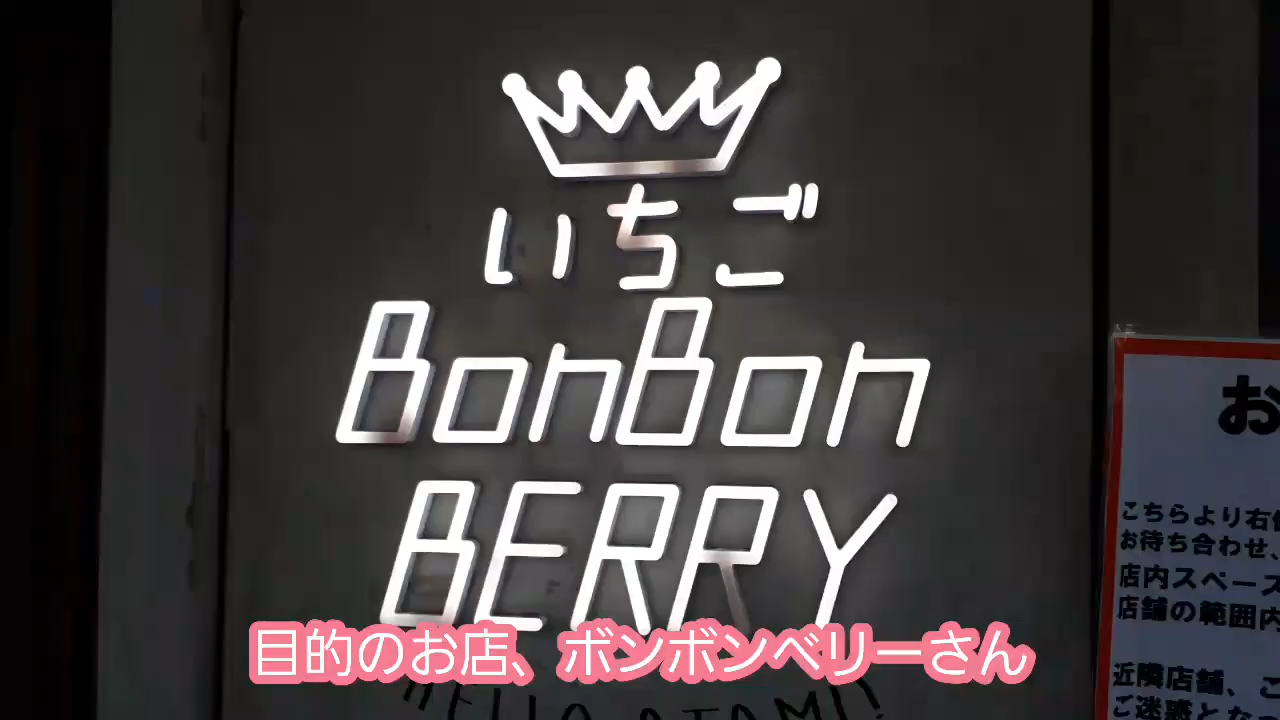 いちご
BonBon
BERRY
目的のお店、ボンボンベリーさん
お
こちらより右
お待ち合わせ、
店内スペース
店舗の範囲内
近隣店舗、こ
ご迷惑とな